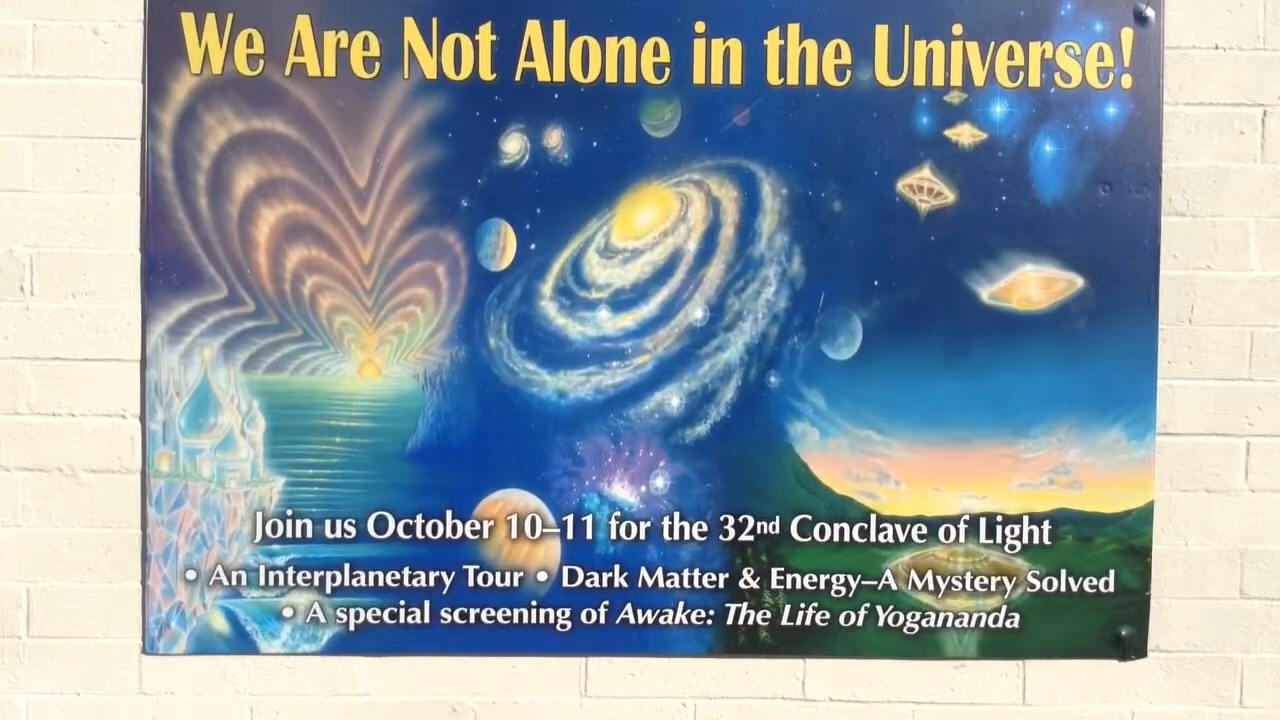 We Are Not Alone in the Universe!
Join us October 10–11 for the 32nd Conclave of Light
• An Interplanetary Tour • Dark Matter & Energy–A Mystery Solved
• A special screening of Awake: The Life of Yogananda